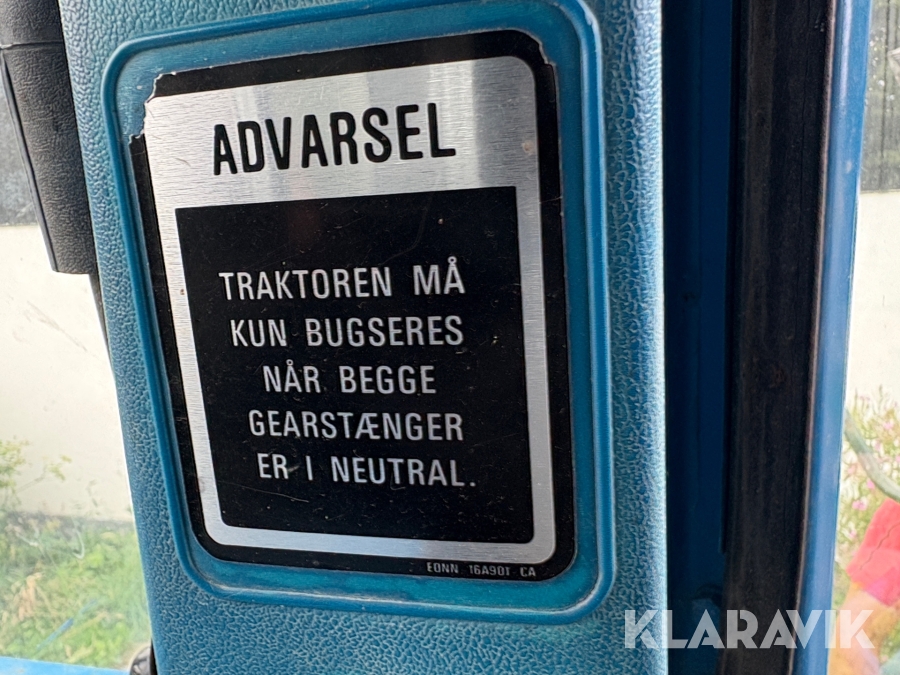 ADVARSEL
TRAKTOREN MÅ
KUN BUGSERES
NÅR BEGGE
GEARSTÆNGER
ER I NEUTRAL.
EONN 16A901 CA
KLARAVIK